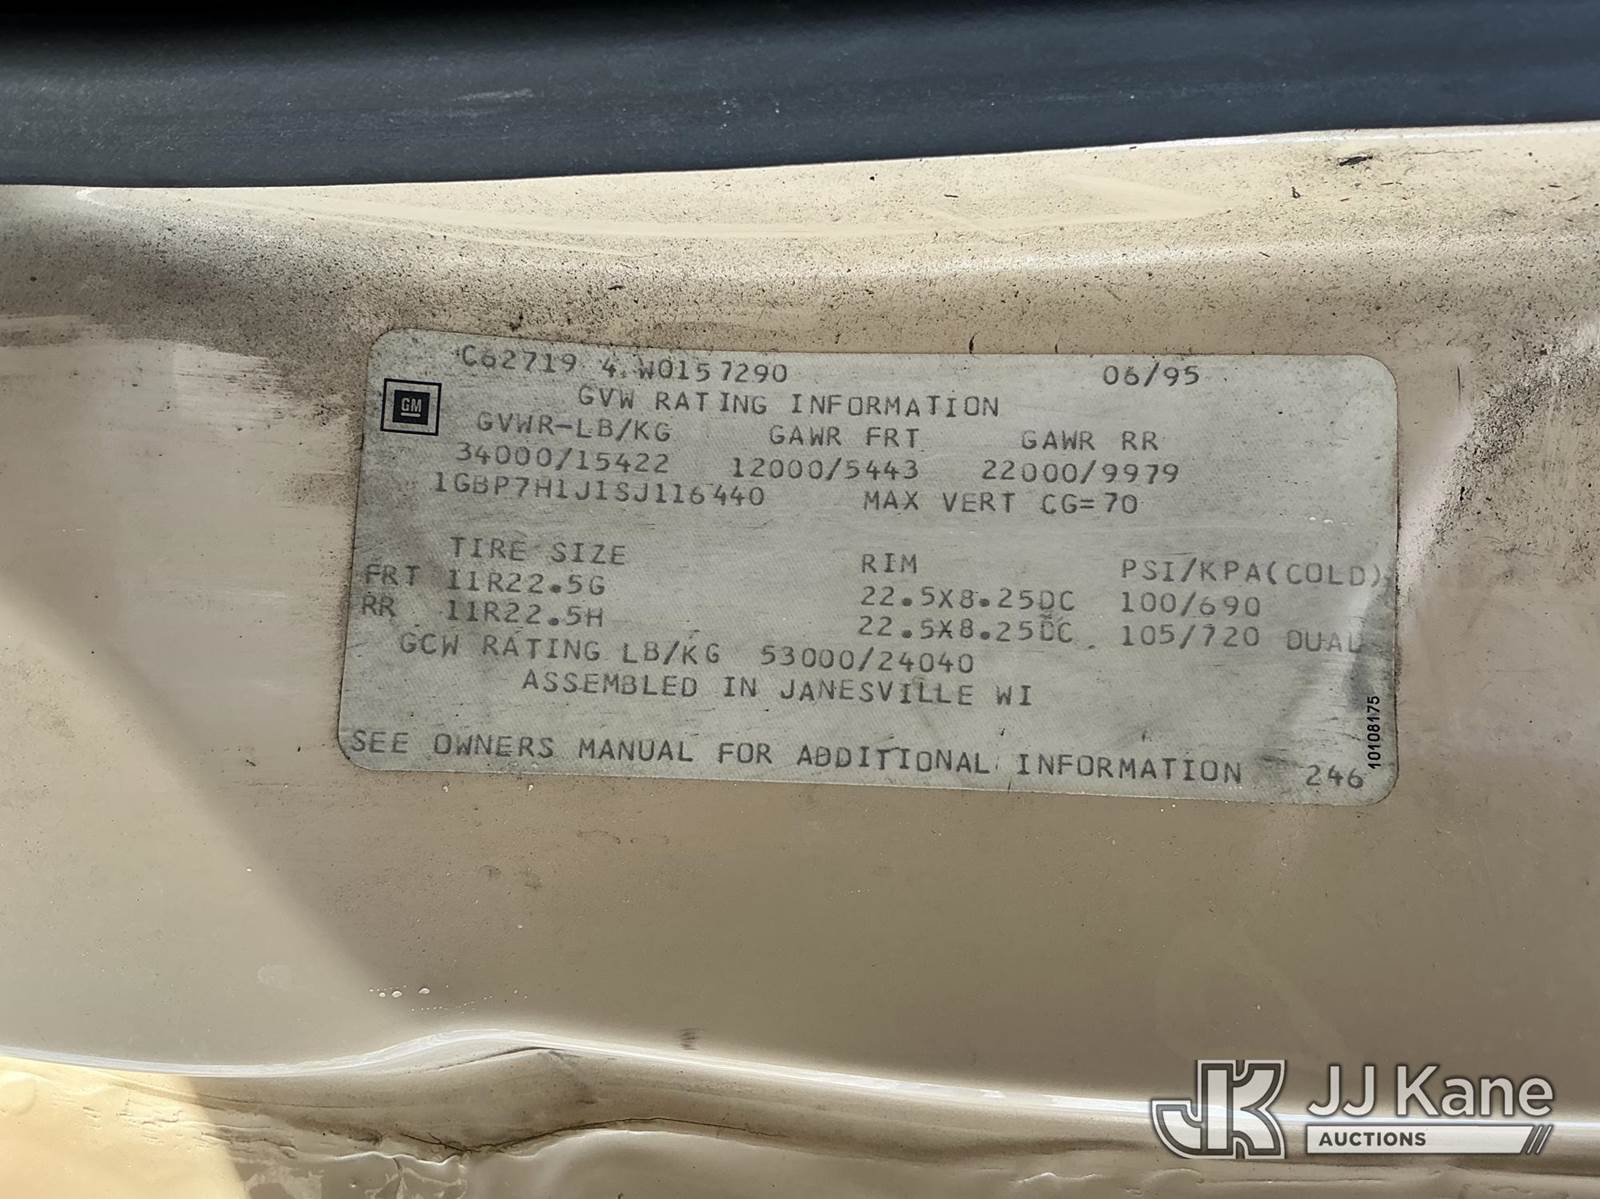 C62719 4 W0157290 06/95
GM
GVW RATING INFORMATION
GVWR-LB/KG GAWR FRT GAWR RR
34000/15422 12000/5443 22000/9979
1GBP7H1J1SJ116440 MAX VERT CG=70
TIRE SIZE RIM PSI/KPA(COLD)
FRT 11R22.5G 22.5X8.25DC 100/690
RR 11R22.5H 22.5X8.25DC 105/720 DUAL
GCW RATING LB/KG 53000/24040
ASSEMBLED IN JANESVILLE WI
SEE OWNERS MANUAL FOR ADDITIONAL INFORMATION 246
10108175
JK JJ Kane
AUCTIONS